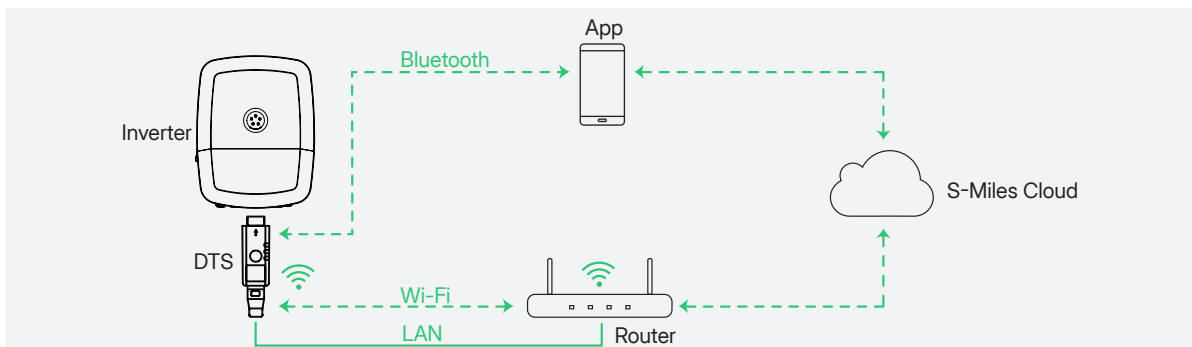 App
Bluetooth
Inverter
S-Miles Cloud
DTS
Wi-Fi
LAN
Router